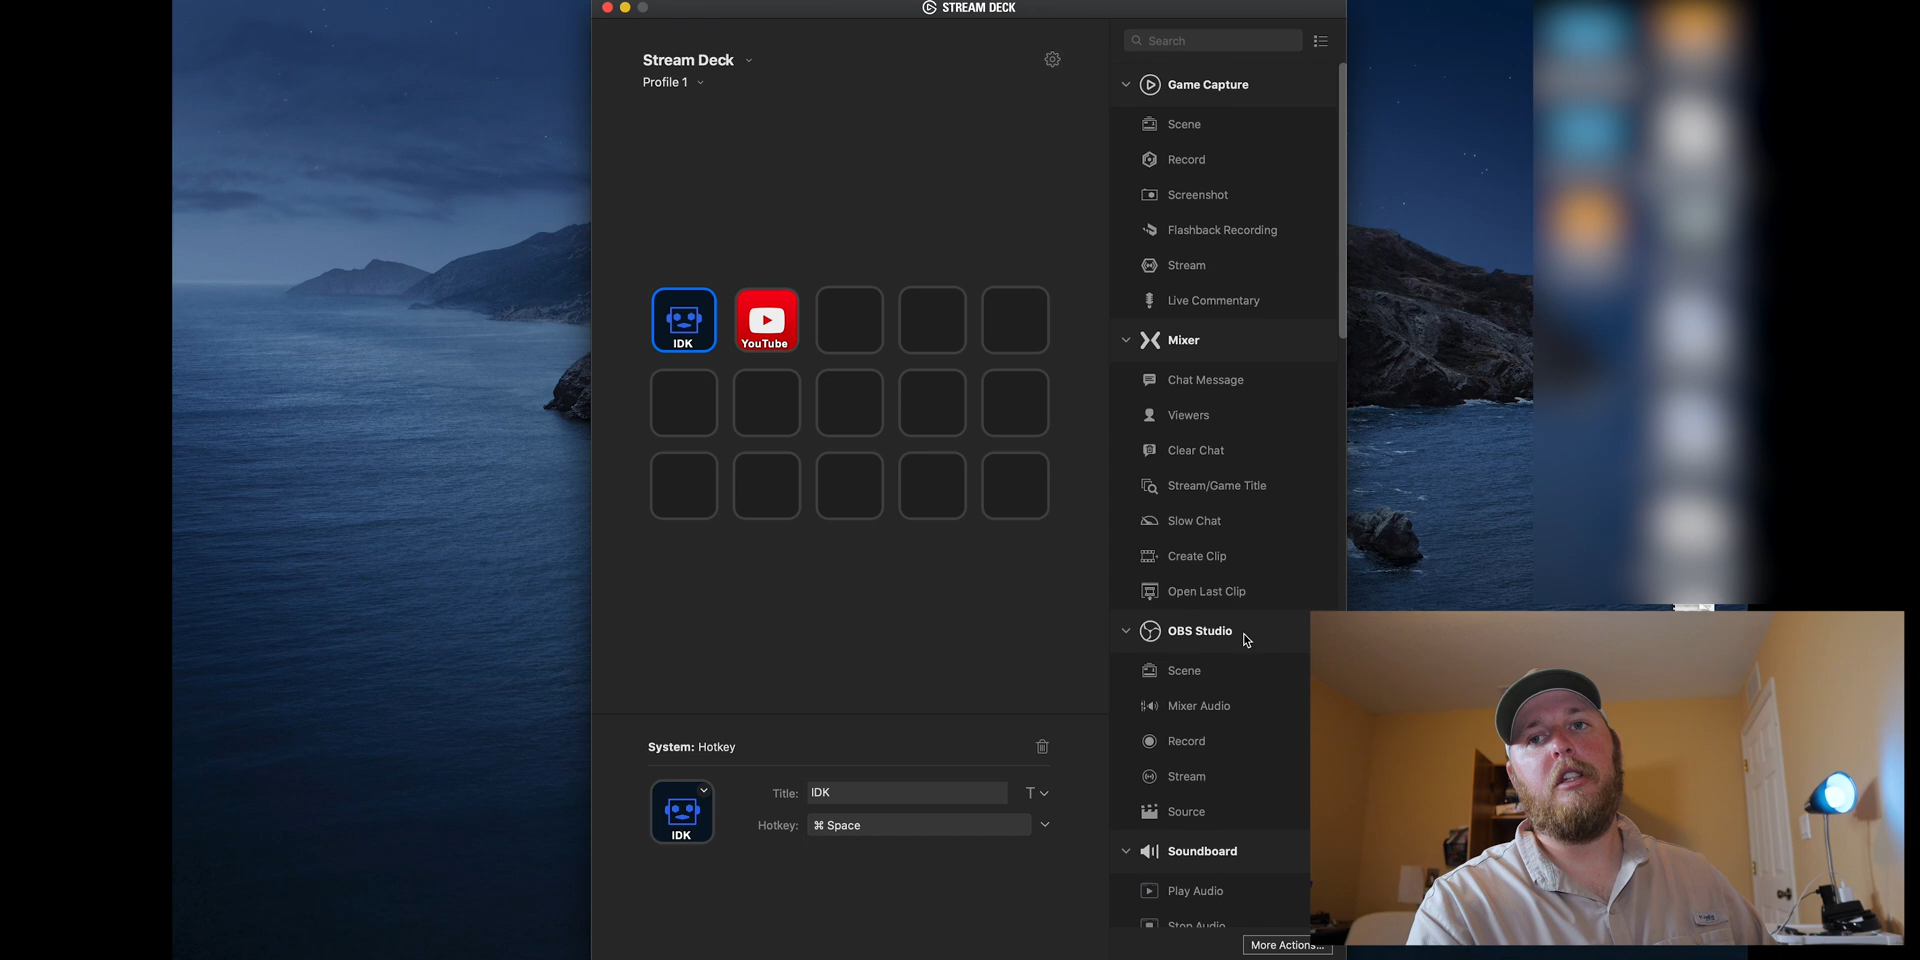 STREAM DECK
Stream Deck
Profile 1
IDK
YouTube
System: Hotkey
IDK
Title: IDK
T
Hotkey: ⌘ Space
Search
Game Capture
Scene
Record
Screenshot
Flashback Recording
Stream
Live Commentary
Mixer
Chat Message
Viewers
Clear Chat
Stream/Game Title
Slow Chat
Create Clip
Open Last Clip
OBS Studio
Scene
Mixer Audio
Record
Stream
Source
Soundboard
Play Audio
Stop Audio
More Actions...